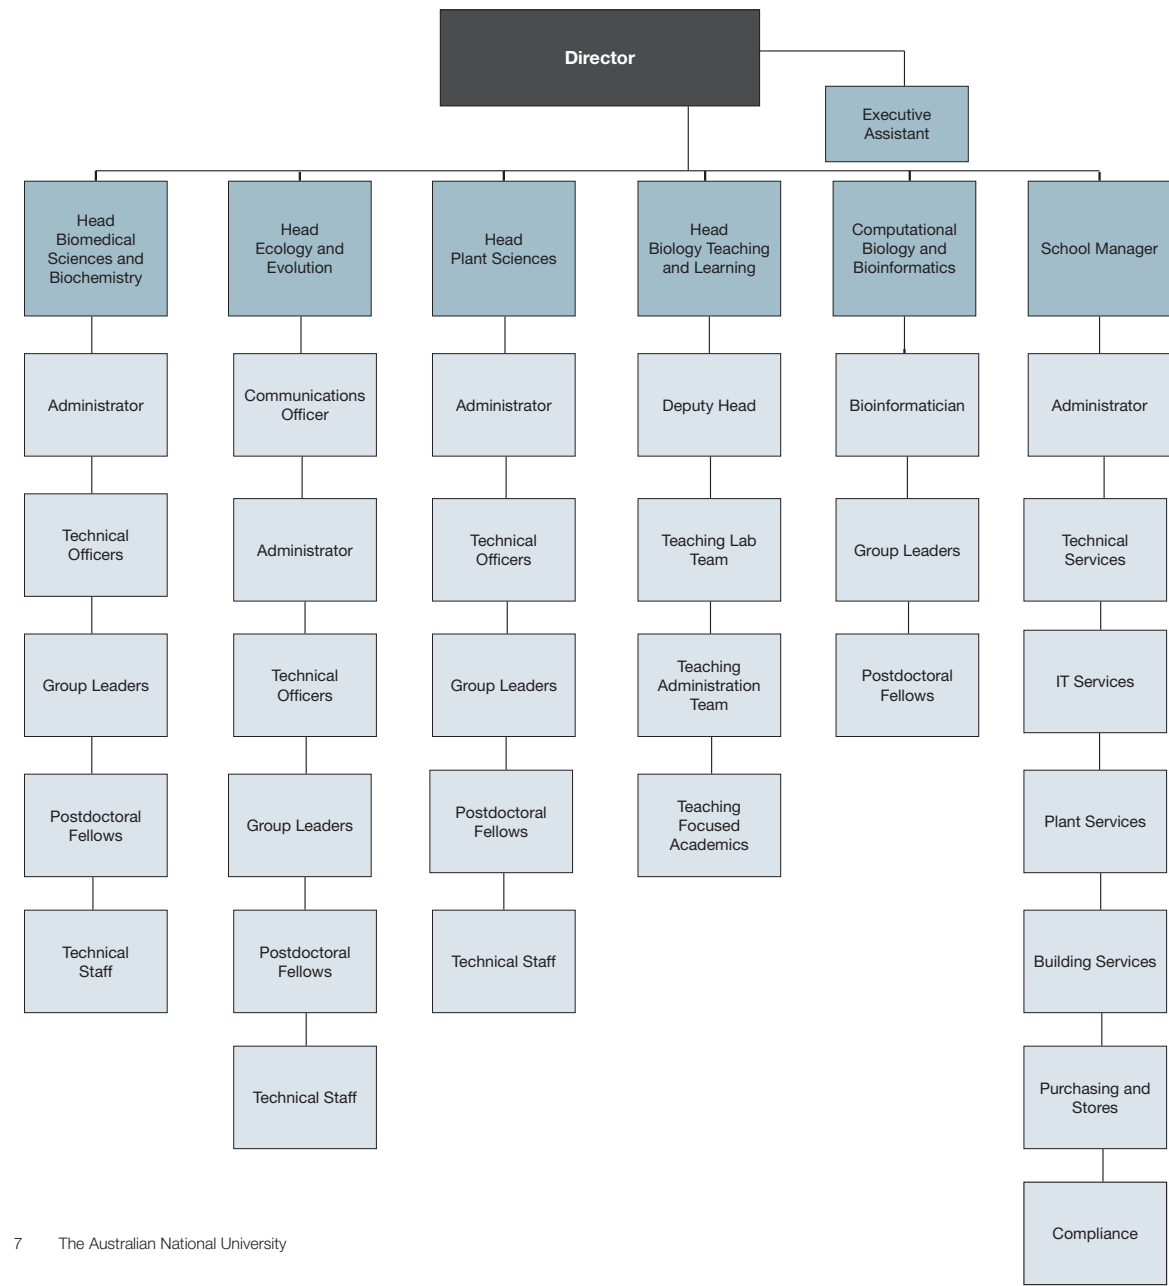 Director
Executive
Assistant
Head
Biomedical
Sciences and
Biochemistry
Head
Ecology and
Evolution
Head
Plant Sciences
Head
Biology Teaching
and Learning
Computational
Biology and
Bioinformatics
School Manager
Administrator
Communications
Officer
Administrator
Deputy Head
Bioinformatician
Administrator
Technical
Officers
Administrator
Technical
Officers
Teaching Lab
Team
Group Leaders
Technical
Services
Group Leaders
Technical
Officers
Group Leaders
Teaching
Administration
Team
Postdoctoral
Fellows
IT Services
Postdoctoral
Fellows
Group Leaders
Postdoctoral
Fellows
Teaching
Focused
Academics
Plant Services
Technical
Staff
Postdoctoral
Fellows
Technical Staff
Building Services
Technical Staff
Purchasing and
Stores
Compliance
7 The Australian National University